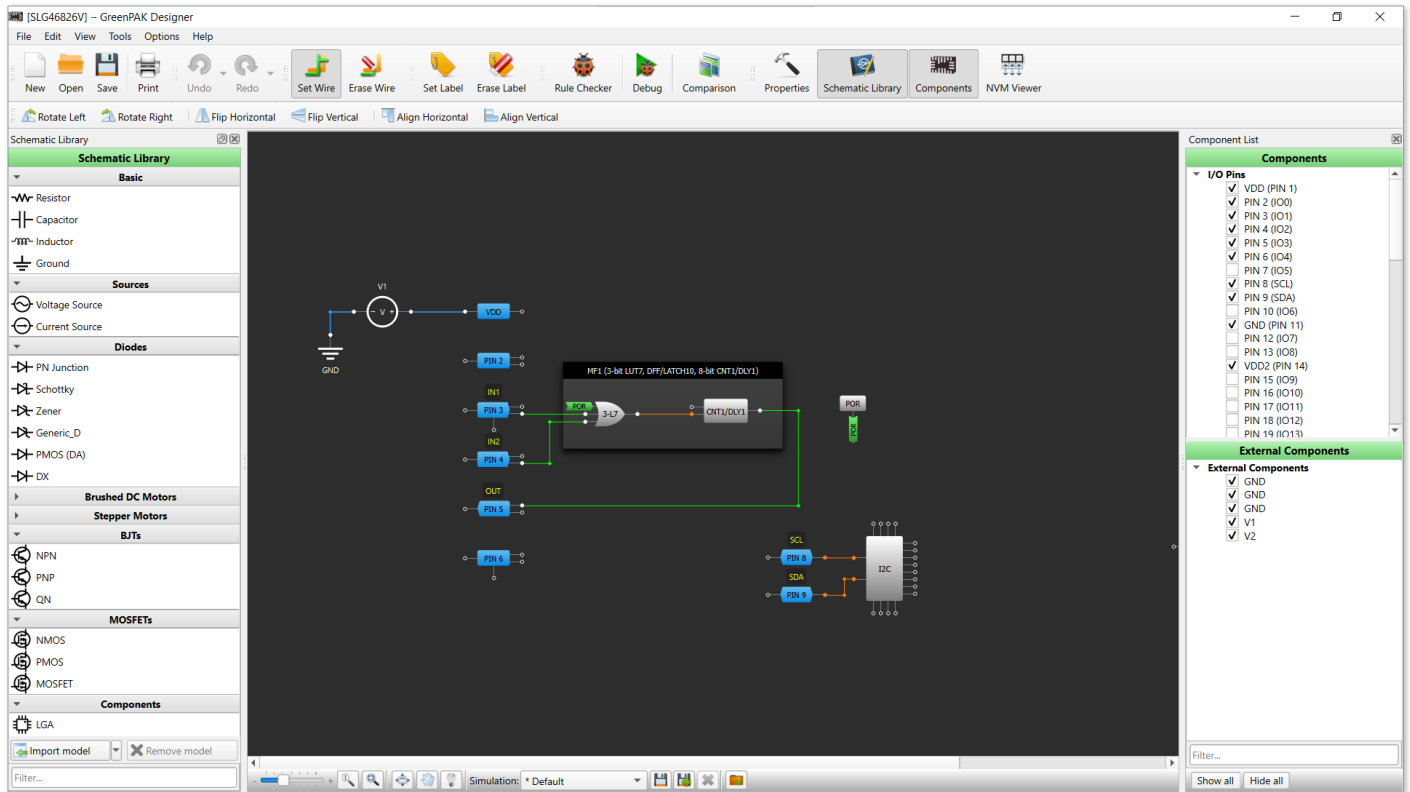 [SLG46826V] -- GreenPAK Designer
File Edit View Tools Options Help
New Open Save Print Undo Redo Set Wire Erase Wire Set Label Erase Label Rule Checker Debug Comparison Properties Schematic Library Components NVM Viewer
Rotate Left Rotate Right Flip Horizontal Flip Vertical Align Horizontal Align Vertical
Schematic Library
Schematic Library
Basic
Resistor
Capacitor
Inductor
Ground
Sources
Voltage Source
Current Source
Diodes
PN Junction
Schottky
Zener
Generic_D
PMOS (DA)
DX
Brushed DC Motors
Stepper Motors
BJTs
NPN
PNP
QN
MOSFETs
NMOS
PMOS
MOSFET
Components
LGA
Import model Remove model
Filter...
V1
- V +
VDD
GND
PIN 2
MF1 (3-bit LUT7, DFF/LATCH10, 8-bit CNT1/DLY1)
IN1
PIN 3
POR
3-L7
CNT1/DLY1
POR
POR
IN2
PIN 4
OUT
PIN 5
PIN 6
SCL
PIN 8
SDA
PIN 9
I2C
- + Simulation: * Default
Component List
Components
I/O Pins
VDD (PIN 1)
PIN 2 (IO0)
PIN 3 (IO1)
PIN 4 (IO2)
PIN 5 (IO3)
PIN 6 (IO4)
PIN 7 (IO5)
PIN 8 (SCL)
PIN 9 (SDA)
PIN 10 (IO6)
GND (PIN 11)
PIN 12 (IO7)
PIN 13 (IO8)
VDD2 (PIN 14)
PIN 15 (IO9)
PIN 16 (IO10)
PIN 17 (IO11)
PIN 18 (IO12)
PIN 19 (IO13)
External Components
External Components
GND
GND
GND
V1
V2
Filter...
Show all Hide all